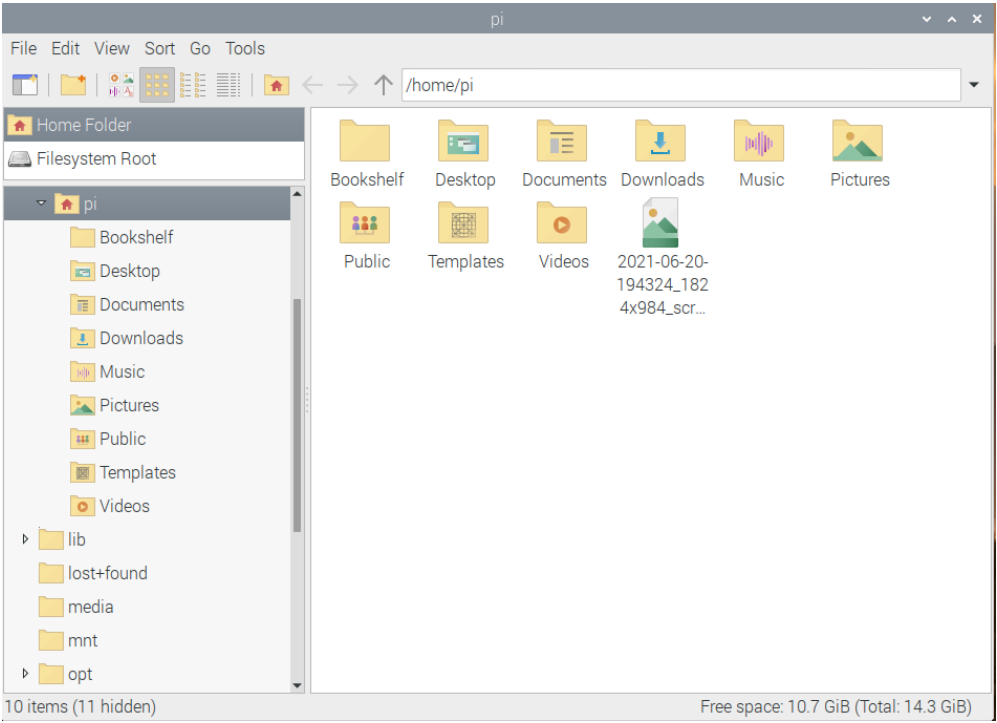 pi
File Edit View Sort Go Tools
/home/pi
Home Folder
Filesystem Root
pi
Bookshelf
Desktop
Documents
Downloads
Music
Pictures
Public
Templates
Videos
lib
lost+found
media
mnt
opt
Bookshelf Desktop Documents Downloads Music Pictures
Public Templates Videos 2021-06-20-
194324_182
4x984_scr...
10 items (11 hidden)
Free space: 10.7 GiB (Total: 14.3 GiB)